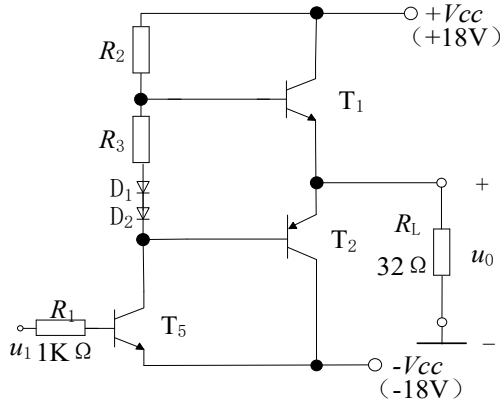 +Vcc
(+18V)
R2
T1
R3
D1
D2
+
T2
RL
32 Ω
u0
R1
T5
u1 1K Ω
-Vcc
(-18V)
−